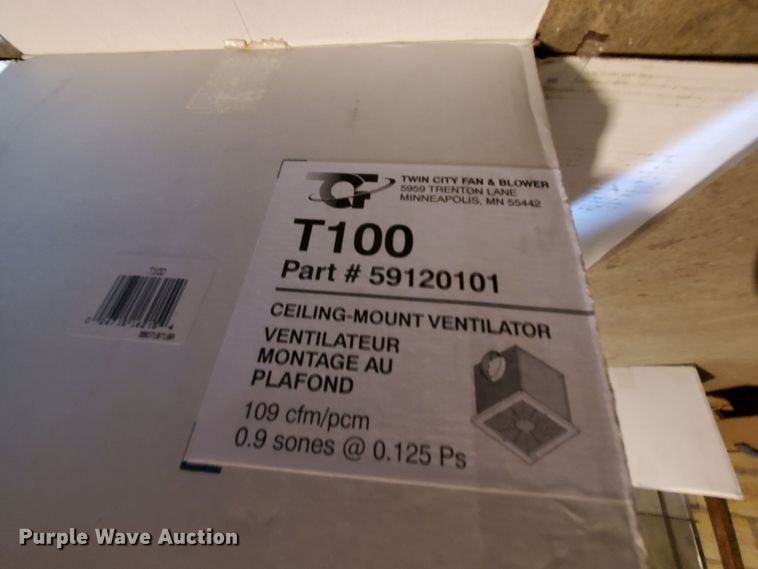 TCF
TWIN CITY FAN & BLOWER
5959 TRENTON LANE
MINNEAPOLIS, MN 55442
T100
Part # 59120101
CEILING-MOUNT VENTILATOR
VENTILATEUR
MONTAGE AU
PLAFOND
109 cfm/pcm
0.9 sones @ 0.125 Ps
T100
Purple Wave Auction